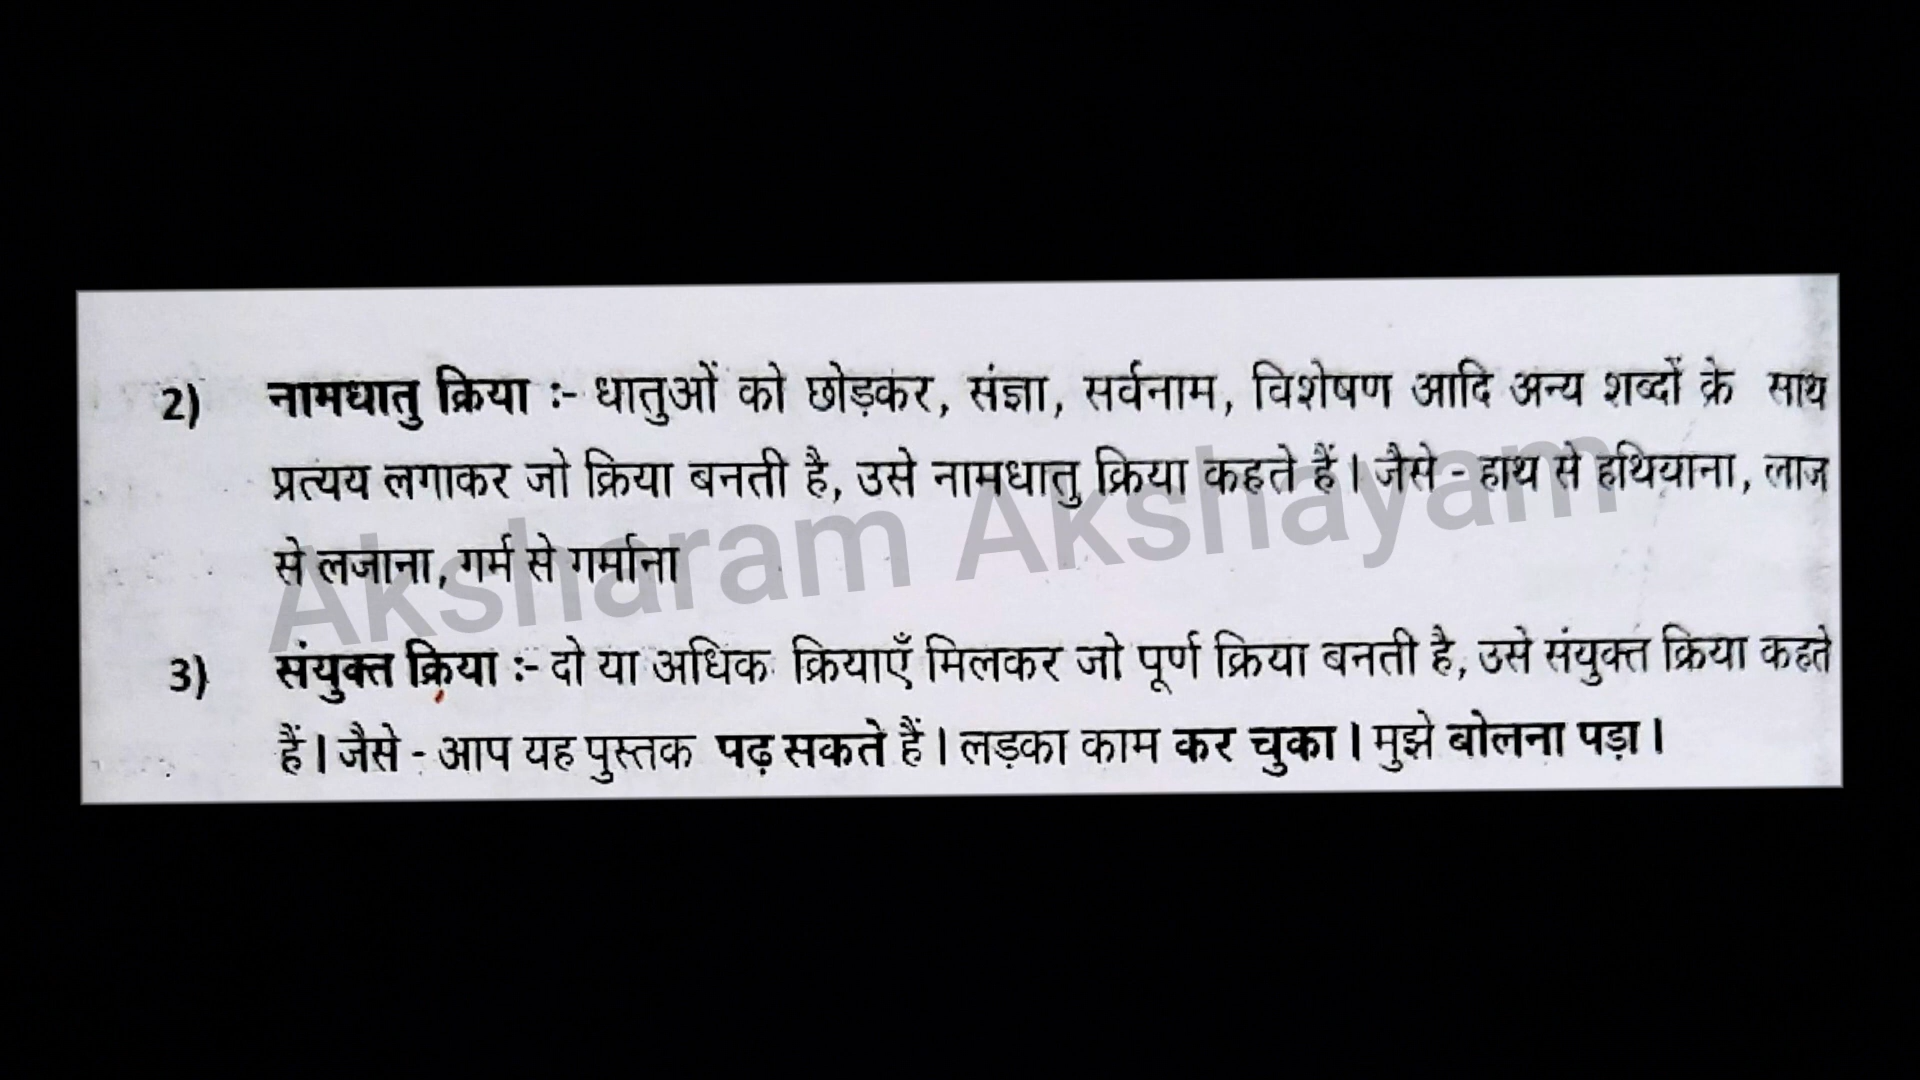 2) नामधातु क्रिया :- धातुओं को छोड़कर, संज्ञा, सर्वनाम, विशेषण आदि अन्य शब्दों के साथ
प्रत्यय लगाकर जो क्रिया बनती है, उसे नामधातु क्रिया कहते हैं । जैसे - हाथ से हथियाना, लाज
से लजाना, गर्म से गर्माना
Aksharam Akshayam
3) संयुक्त क्रिया :- दो या अधिक क्रियाएँ मिलकर जो पूर्ण क्रिया बनती है, उसे संयुक्त क्रिया कहते
हैं । जैसे - आप यह पुस्तक पढ़ सकते हैं । लड़का काम कर चुका । मुझे बोलना पड़ा ।